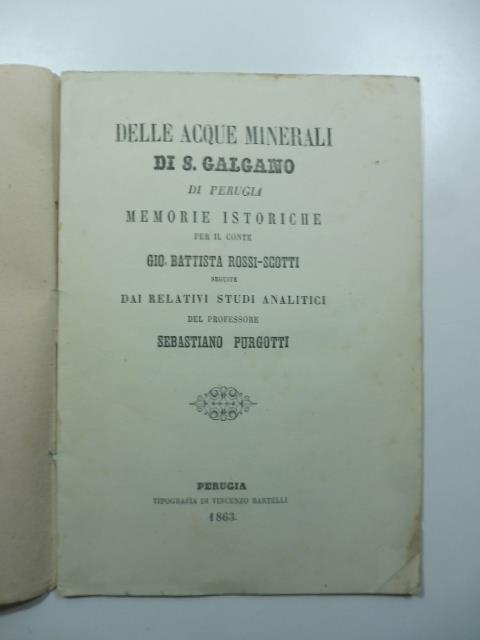 DELLE ACQUE MINERALI
DI S. GALGANO
DI PERUGIA
MEMORIE ISTORICHE
PER IL CONTE
GIO. BATTISTA ROSSI-SCOTTI
SEGUITE
DAI RELATIVI STUDI ANALITICI
DEL PROFESSORE
SEBASTIANO PURGOTTI
PERUGIA
TIPOGRAFIA DI VINCENZO BARTELLI
1863.